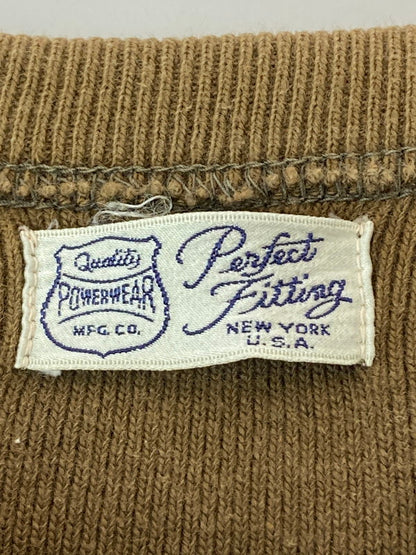 Quality
POWERWEAR
MFG. CO.
Perfect
Fitting
NEW YORK
U.S.A.